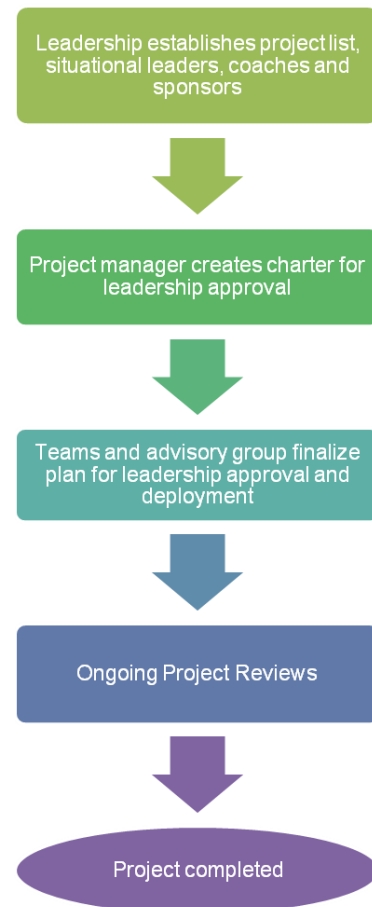 Leadership establishes project list,
situational leaders, coaches and
sponsors
Project manager creates charter for
leadership approval
Teams and advisory group finalize
plan for leadership approval and
deployment
Ongoing Project Reviews
Project completed